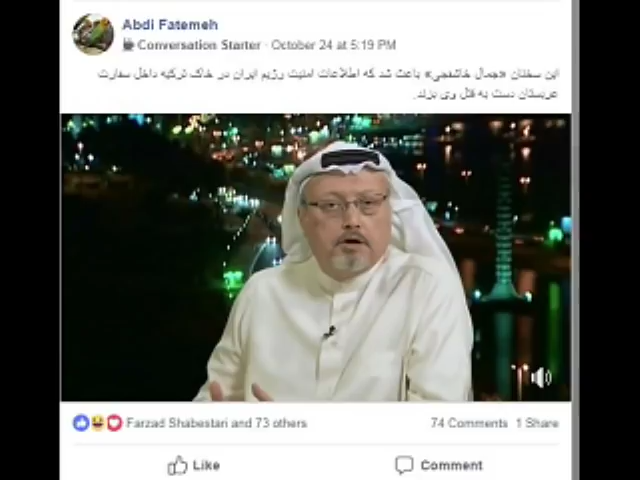 Abdi Fatemeh
Conversation Starter · October 24 at 5:19 PM
این سخنان «جمال خاشقجی» باعث شد که اطلاعات امنیت رژیم ایران در خاک ترکیه داخل سفارت
عربستان دست به قتل وی بزند.
Farzad Shabestari and 73 others
74 Comments 1 Share
Like
Comment